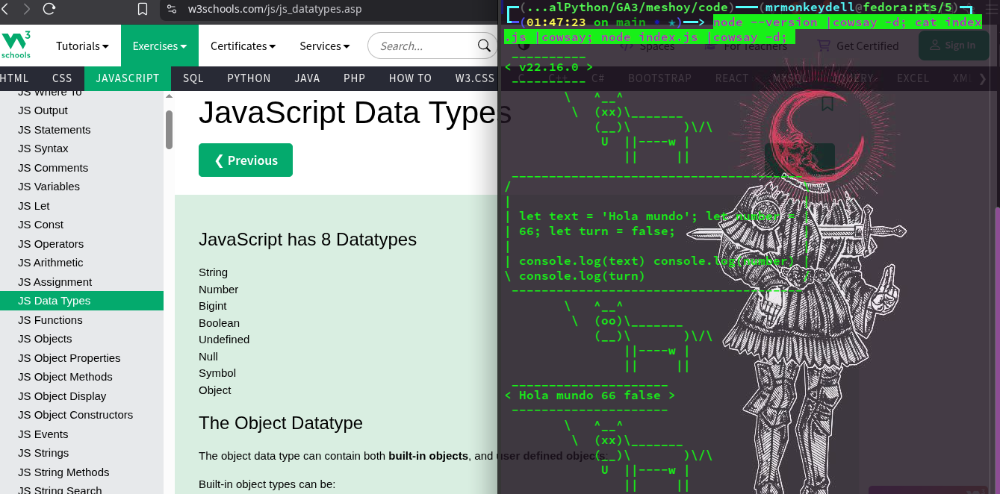 w3schools.com/js/js_datatypes.asp
W3 schools
Tutorials
Exercises
Certificates
Services
Search...
Spaces
For Teachers
Get Certified
Sign In
HTML
CSS
JAVASCRIPT
SQL
PYTHON
JAVA
PHP
HOW TO
W3.CSS
C
C++
C#
BOOTSTRAP
REACT
MYSQL
JQUERY
EXCEL
XML
JS Where To
JS Output
JS Statements
JS Syntax
JS Comments
JS Variables
JS Let
JS Const
JS Operators
JS Arithmetic
JS Assignment
JS Data Types
JS Functions
JS Objects
JS Object Properties
JS Object Methods
JS Object Display
JS Object Constructors
JS Events
JS Strings
JS String Methods
JS String Search
JavaScript Data Types
❮ Previous
JavaScript has 8 Datatypes
String
Number
Bigint
Boolean
Undefined
Null
Symbol
Object
The Object Datatype
The object data type can contain both built-in objects, and user defined objects:
Built-in object types can be:
(...alPython/GA3/meshoy/code)——(mrmonkeydell@fedora:pts/5)
(01:47:23 on main ★)——> node --version |cowsay -d; cat index
.js |cowsay; node index.js |cowsay -d;
 __________
< v22.16.0 >
 ----------
        \   ^__^
         \  (xx)\_______
            (__)\       )\/\
             U  ||----w |
                ||     ||
 _______________________________________
/                                       \
|                                       |
| let text = 'Hola mundo'; let number = |
| 66; let turn = false;                 |
|                                       |
| console.log(text) console.log(number) |
\ console.log(turn)                     /
 ---------------------------------------
        \   ^__^
         \  (oo)\_______
            (__)\       )\/\
                ||----w |
                ||     ||
 _____________________
< Hola mundo 66 false >
 ---------------------
        \   ^__^
         \  (xx)\_______
            (__)\       )\/\
             U  ||----w |
                ||     ||